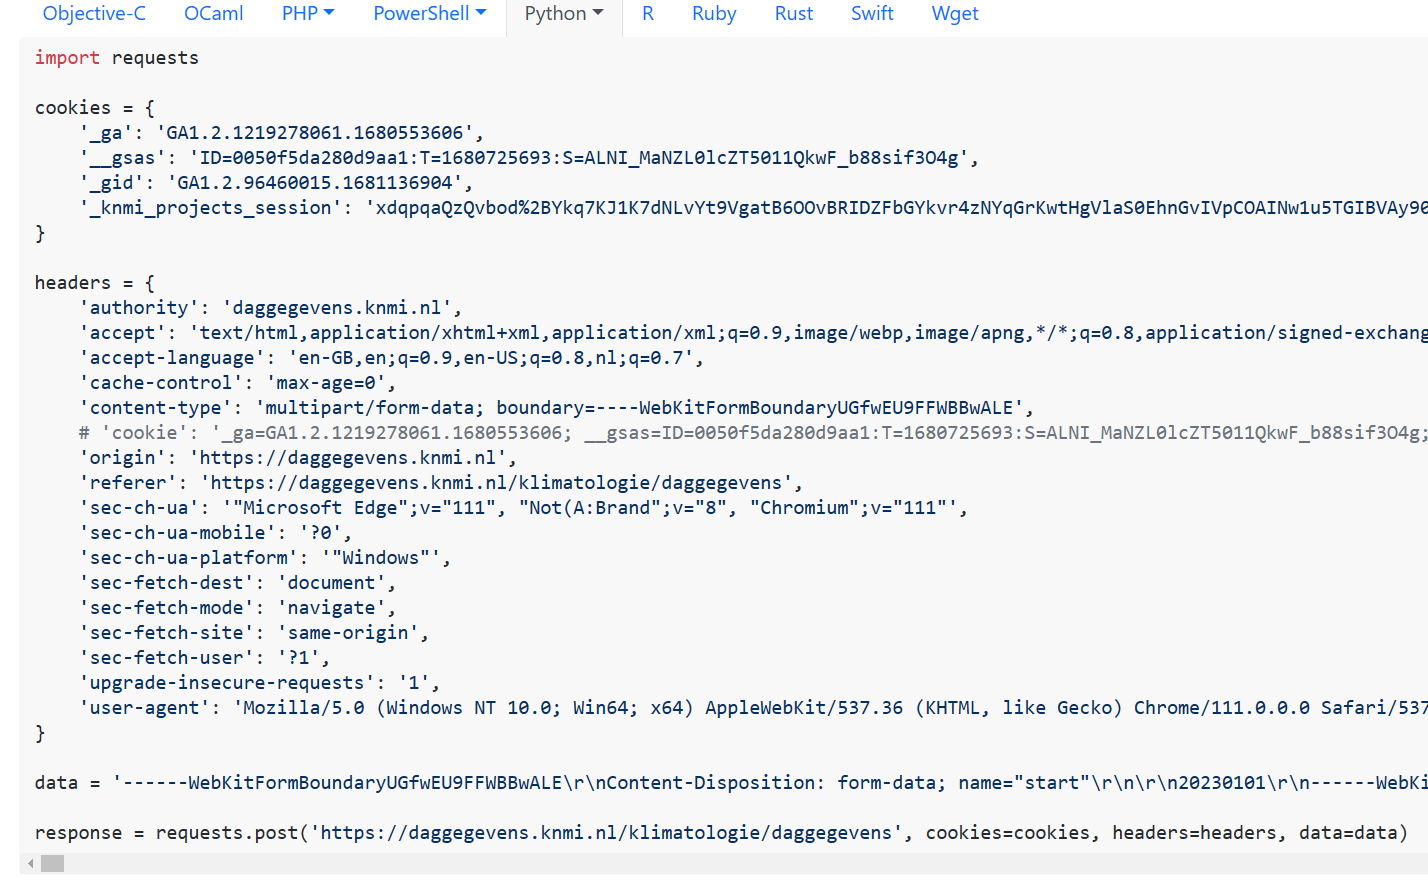 Objective-C OCaml PHP PowerShell Python R Ruby Rust Swift Wget
import requests
cookies = {
'_ga': 'GA1.2.1219278061.1680553606',
'__gsas': 'ID=0050f5da280d9aa1:T=1680725693:S=ALNI_MaNZL0lcZT5011QkwF_b88sif3O4g',
'_gid': 'GA1.2.96460015.1681136904',
'_knmi_projects_session': 'xdqpqaQzQvbod%2BYkq7KJ1K7dNLvYt9VgatB6OOvBRIDZFbGYkvr4zNYqGrKwtHgVlaS0EhnGvIVpCOAINw1u5TGIBVAy90
}
headers = {
'authority': 'daggegevens.knmi.nl',
'accept': 'text/html,application/xhtml+xml,application/xml;q=0.9,image/webp,image/apng,*/*;q=0.8,application/signed-exchang
'accept-language': 'en-GB,en;q=0.9,en-US;q=0.8,nl;q=0.7',
'cache-control': 'max-age=0',
'content-type': 'multipart/form-data; boundary=----WebKitFormBoundaryUGfwEU9FFWBBwALE',
# 'cookie': '_ga=GA1.2.1219278061.1680553606; __gsas=ID=0050f5da280d9aa1:T=1680725693:S=ALNI_MaNZL0lcZT5011QkwF_b88sif3O4g;
'origin': 'https://daggegevens.knmi.nl',
'referer': 'https://daggegevens.knmi.nl/klimatologie/daggegevens',
'sec-ch-ua': '"Microsoft Edge";v="111", "Not(A:Brand";v="8", "Chromium";v="111"',
'sec-ch-ua-mobile': '?0',
'sec-ch-ua-platform': '"Windows"',
'sec-fetch-dest': 'document',
'sec-fetch-mode': 'navigate',
'sec-fetch-site': 'same-origin',
'sec-fetch-user': '?1',
'upgrade-insecure-requests': '1',
'user-agent': 'Mozilla/5.0 (Windows NT 10.0; Win64; x64) AppleWebKit/537.36 (KHTML, like Gecko) Chrome/111.0.0.0 Safari/537
}
data = '------WebKitFormBoundaryUGfwEU9FFWBBwALE\r\nContent-Disposition: form-data; name="start"\r\n\r\n20230101\r\n------WebKi
response = requests.post('https://daggegevens.knmi.nl/klimatologie/daggegevens', cookies=cookies, headers=headers, data=data)